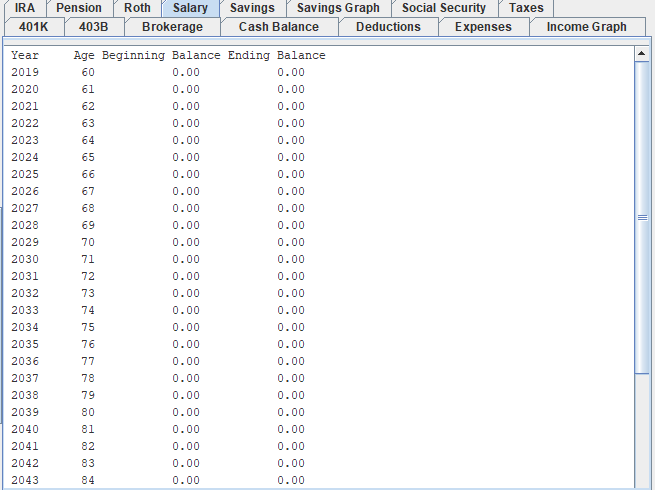 IRA Pension Roth Salary Savings Savings Graph Social Security Taxes
401K 403B Brokerage Cash Balance Deductions Expenses Income Graph
Year Age Beginning Balance Ending Balance
2019 60 0.00 0.00
2020 61 0.00 0.00
2021 62 0.00 0.00
2022 63 0.00 0.00
2023 64 0.00 0.00
2024 65 0.00 0.00
2025 66 0.00 0.00
2026 67 0.00 0.00
2027 68 0.00 0.00
2028 69 0.00 0.00
2029 70 0.00 0.00
2030 71 0.00 0.00
2031 72 0.00 0.00
2032 73 0.00 0.00
2033 74 0.00 0.00
2034 75 0.00 0.00
2035 76 0.00 0.00
2036 77 0.00 0.00
2037 78 0.00 0.00
2038 79 0.00 0.00
2039 80 0.00 0.00
2040 81 0.00 0.00
2041 82 0.00 0.00
2042 83 0.00 0.00
2043 84 0.00 0.00